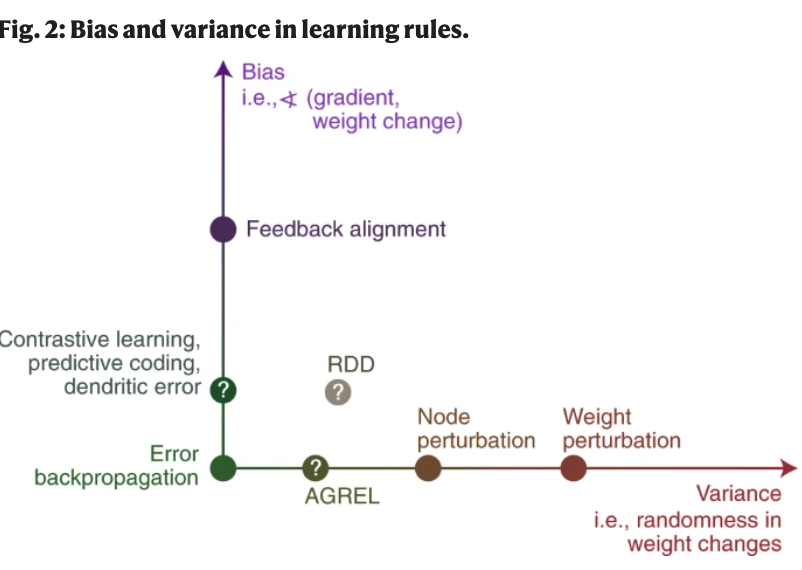 Fig. 2: Bias and variance in learning rules.
Bias
i.e., ∢ (gradient,
weight change)
Feedback alignment
Contrastive learning,
predictive coding,
dendritic error
?
RDD
?
Node
perturbation
Weight
perturbation
Error
backpropagation
?
AGREL
Variance
i.e., randomness in
weight changes